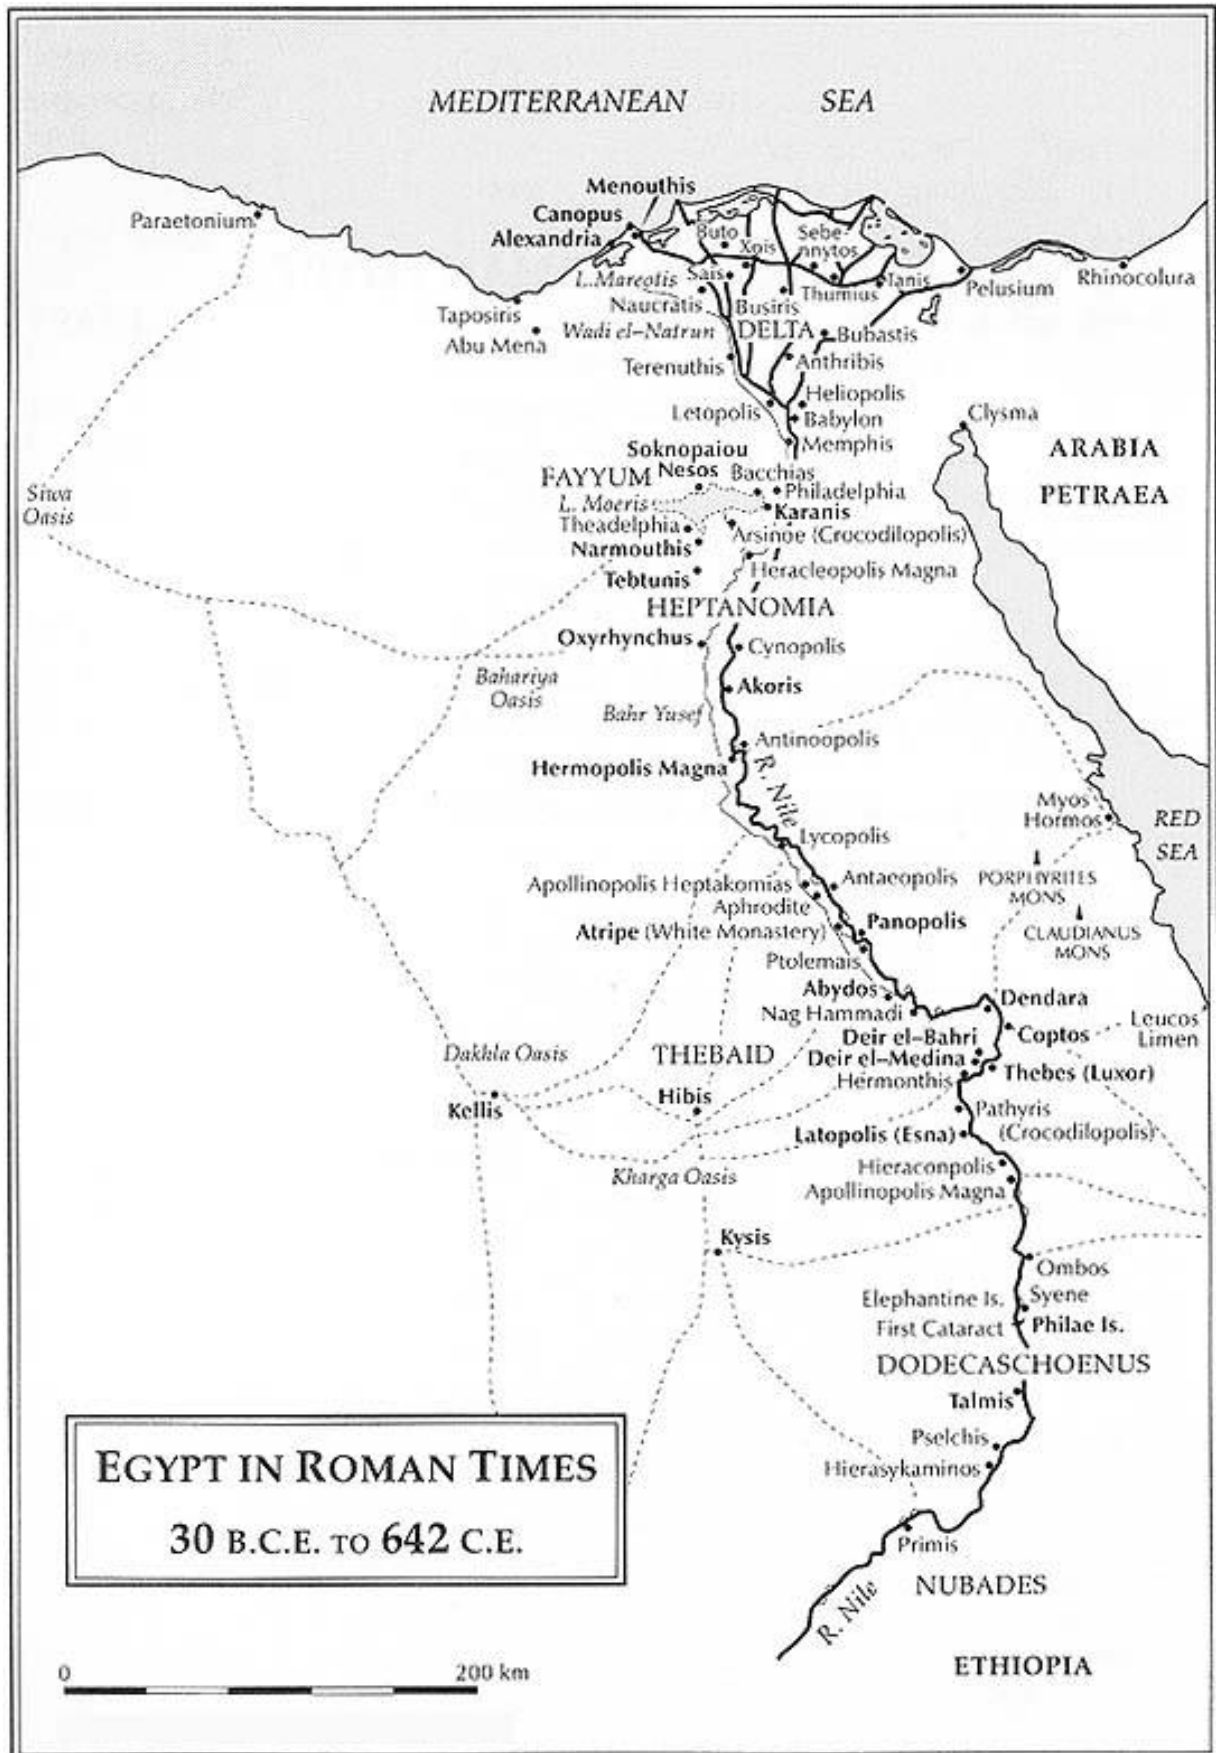 MEDITERRANEAN SEA
Menouthis
Canopus
Alexandria
Paraetonium
Buto
Xois
Sebe-
nnytos
L. Mareotis
Sais
Tanis
Thumius
Pelusium
Rhinocolura
Naucratis
Busiris
Taposiris
Abu Mena
Wadi el-Natrun
DELTA
Bubastis
Terenuthis
Anthribis
Heliopolis
Letopolis
Babylon
Clysma
Memphis
ARABIA
PETRAEA
Soknopaiou
Nesos
FAYYUM
Bacchias
Philadelphia
L. Moeris
Karanis
Siwa
Oasis
Theadelphia
Arsinoe (Crocodilopolis)
Narmouthis
Heracleopolis Magna
Tebtunis
HEPTANOMIA
Oxyrhynchus
Cynopolis
Bahariya
Oasis
Akoris
Bahr Yusef
Antinoopolis
Hermopolis Magna
R. Nile
Myos
Hormos
RED
SEA
Lycopolis
Apollinopolis Heptakomias
Antaeopolis
PORPHYRITES
MONS
Aphrodite
Atripe (White Monastery)
Panopolis
CLAUDIANUS
MONS
Ptolemais
Abydos
Dendara
Nag Hammadi
Leucos
Limen
Deir el-Bahri
Coptos
Dakhla Oasis
THEBAID
Deir el-Medina
Hermonthis
Thebes (Luxor)
Kellis
Hibis
Pathyris
(Crocodilopolis)
Latopolis (Esna)
Kharga Oasis
Hieraconpolis
Apollinopolis Magna
Kysis
Ombos
Elephantine Is.
Syene
First Cataract
Philae Is.
DODECASCHOENUS
Talmis
Pselchis
Hierasykaminos
EGYPT IN ROMAN TIMES
30 B.C.E. TO 642 C.E.
Primis
NUBADES
R. Nile
ETHIOPIA
0 200 km